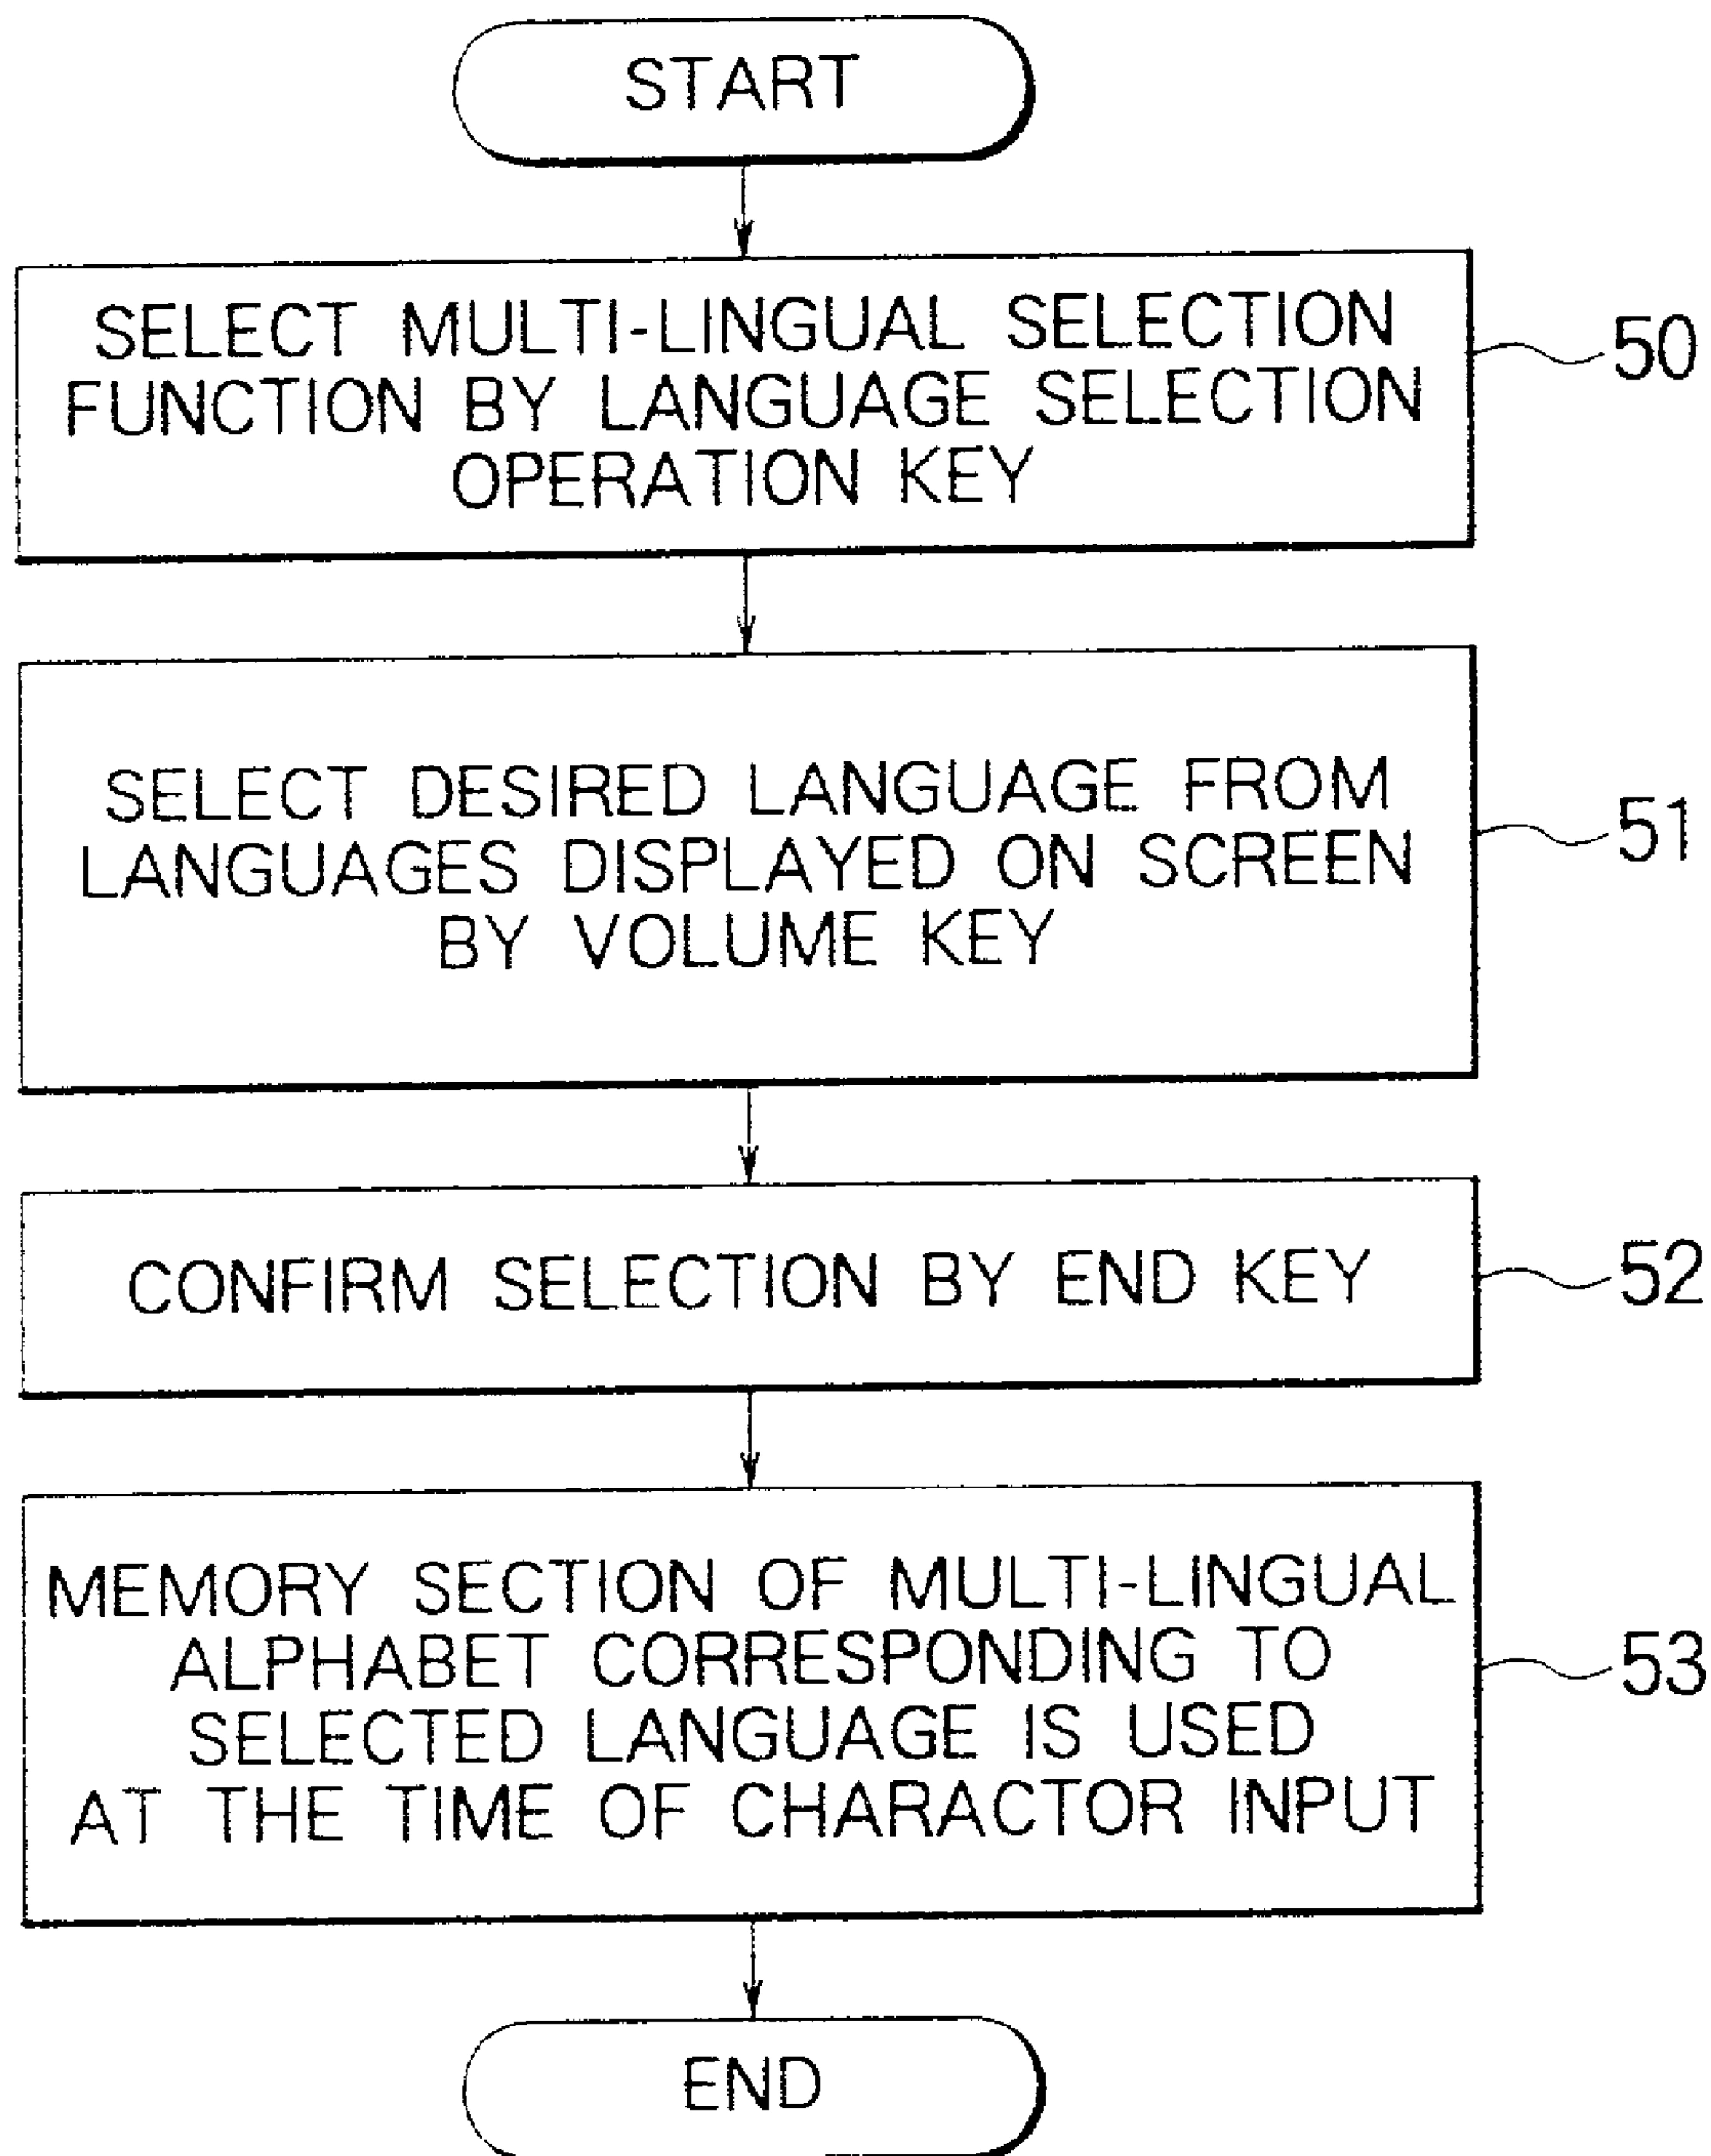 START
SELECT MULTI-LINGUAL SELECTION
FUNCTION BY LANGUAGE SELECTION
OPERATION KEY
50
SELECT DESIRED LANGUAGE FROM
LANGUAGES DISPLAYED ON SCREEN
BY VOLUME KEY
51
CONFIRM SELECTION BY END KEY
52
MEMORY SECTION OF MULTI-LINGUAL
ALPHABET CORRESPONDING TO
SELECTED LANGUAGE IS USED
AT THE TIME OF CHARACTOR INPUT
53
END